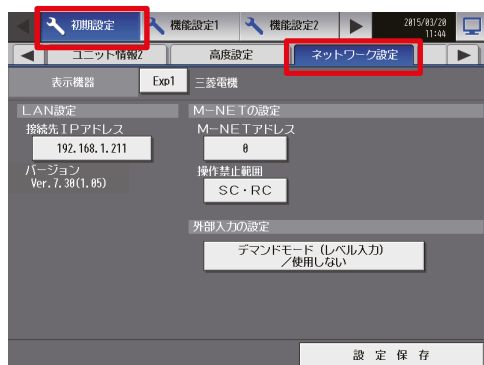 初期設定 機能設定1 機能設定2 2015/03/20
11:44
ユニット情報2 高度設定 ネットワーク設定
表示機器 Exp1 三菱電機
LAN設定 M-NETの設定
接続先IPアドレス M-NETアドレス
192.168.1.211 0
バージョン 操作禁止範囲
Ver.7.30(1.05) SC・RC
外部入力の設定
デマンドモード (レベル入力)
/使用しない
設定保存